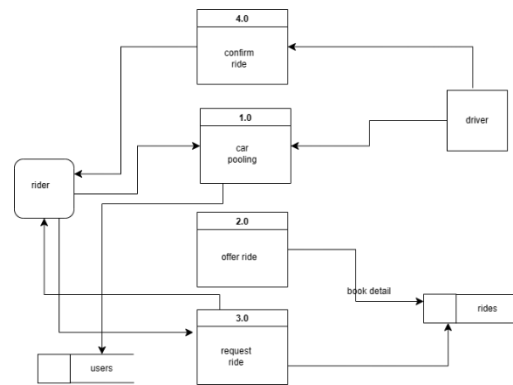 4.0
confirm
ride
1.0
car
pooling
driver
rider
2.0
offer ride
book detail
rides
3.0
request
ride
users